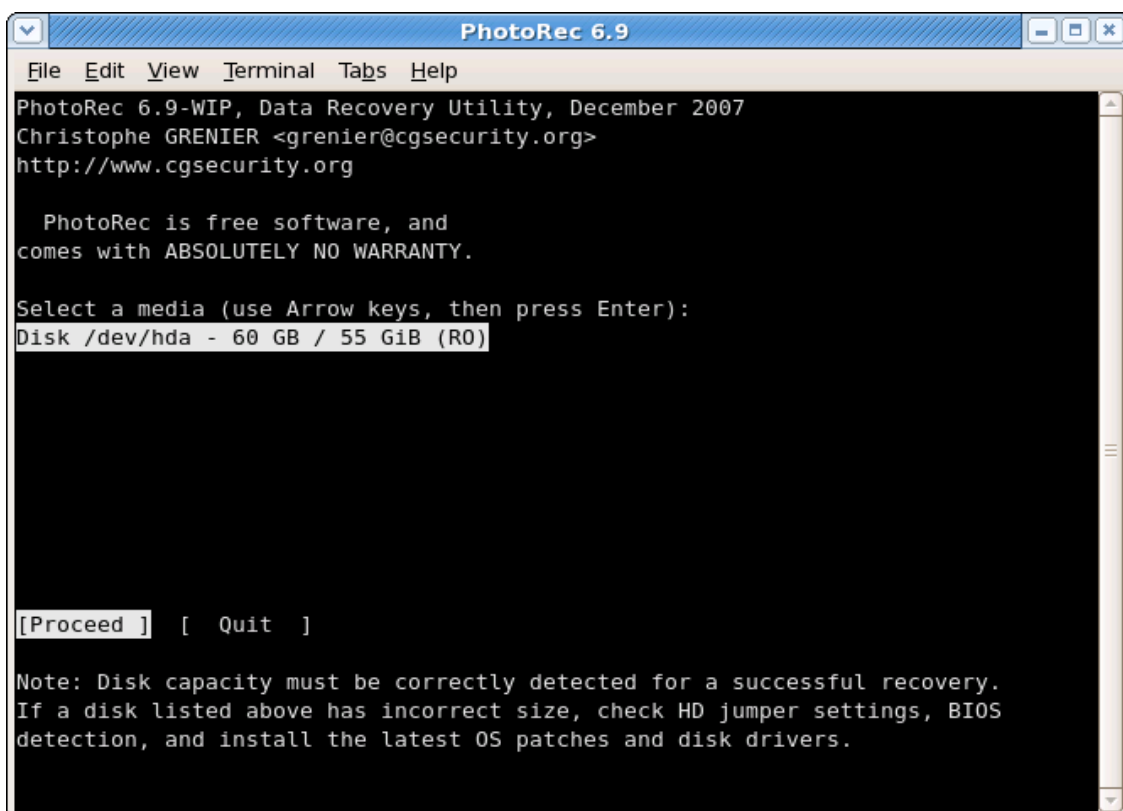 PhotoRec 6.9
File Edit View Terminal Tabs Help
PhotoRec 6.9-WIP, Data Recovery Utility, December 2007
Christophe GRENIER <grenier@cgsecurity.org>
http://www.cgsecurity.org
PhotoRec is free software, and
comes with ABSOLUTELY NO WARRANTY.
Select a media (use Arrow keys, then press Enter):
Disk /dev/hda - 60 GB / 55 GiB (RO)
[Proceed ] [ Quit ]
Note: Disk capacity must be correctly detected for a successful recovery.
If a disk listed above has incorrect size, check HD jumper settings, BIOS
detection, and install the latest OS patches and disk drivers.